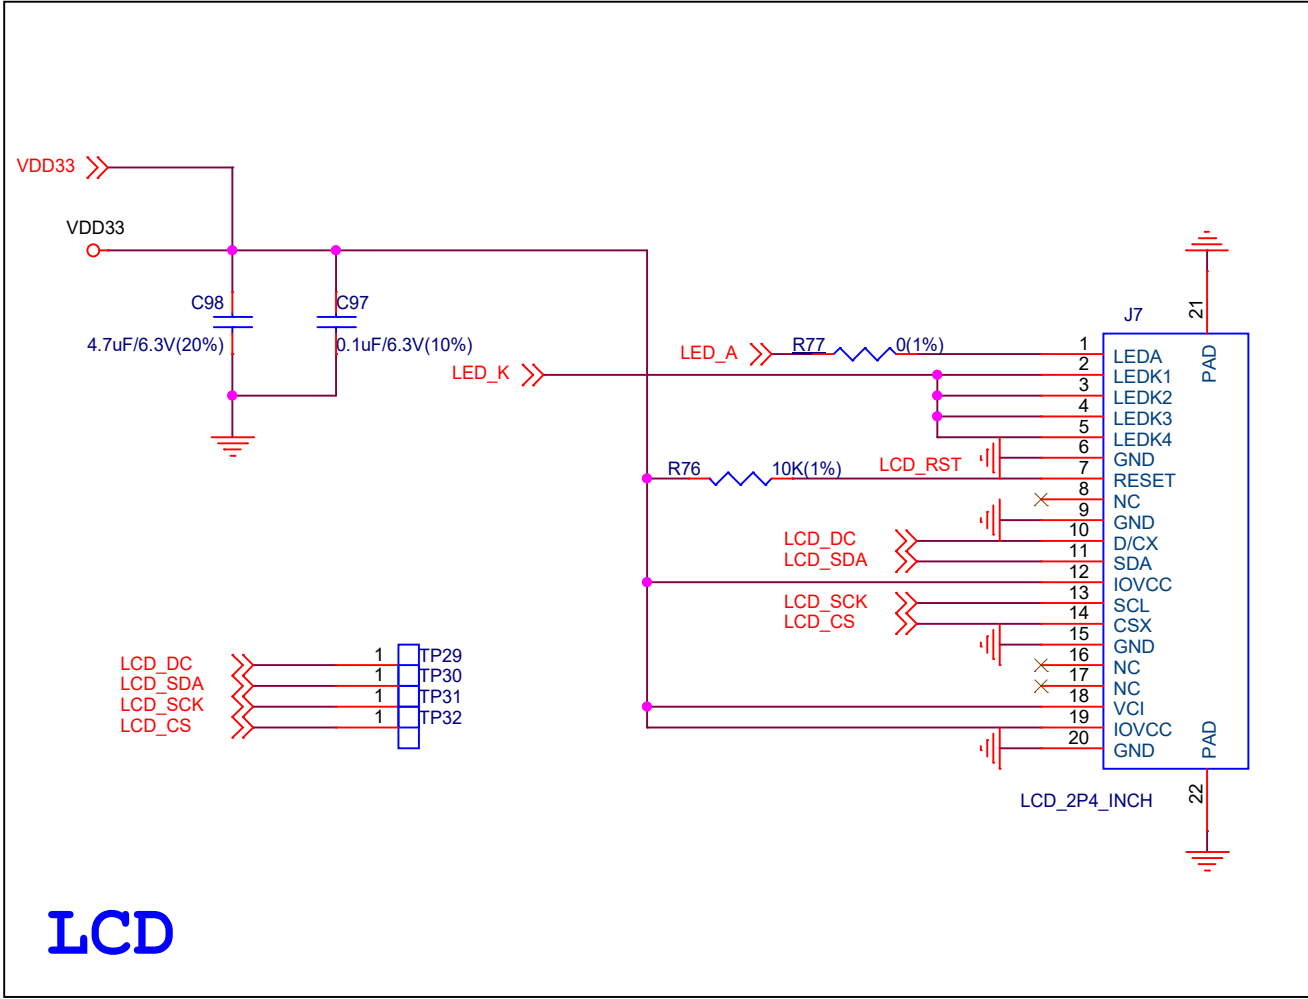 VDD33
VDD33
C98
4.7uF/6.3V(20%)
C97
0.1uF/6.3V(10%)
LED_A
R77
0(1%)
LED_K
R76
10K(1%)
LCD_RST
LCD_DC
LCD_SDA
LCD_SCK
LCD_CS
J7
21
PAD
1 LEDA
2 LEDK1
3 LEDK2
4 LEDK3
5 LEDK4
6 GND
7 RESET
8 NC
9 GND
10 D/CX
11 SDA
12 IOVCC
13 SCL
14 CSX
15 GND
16 NC
17 NC
18 VCI
19 IOVCC
20 GND
PAD
22
LCD_2P4_INCH
LCD_DC 1 TP29
LCD_SDA 1 TP30
LCD_SCK 1 TP31
LCD_CS 1 TP32
LCD